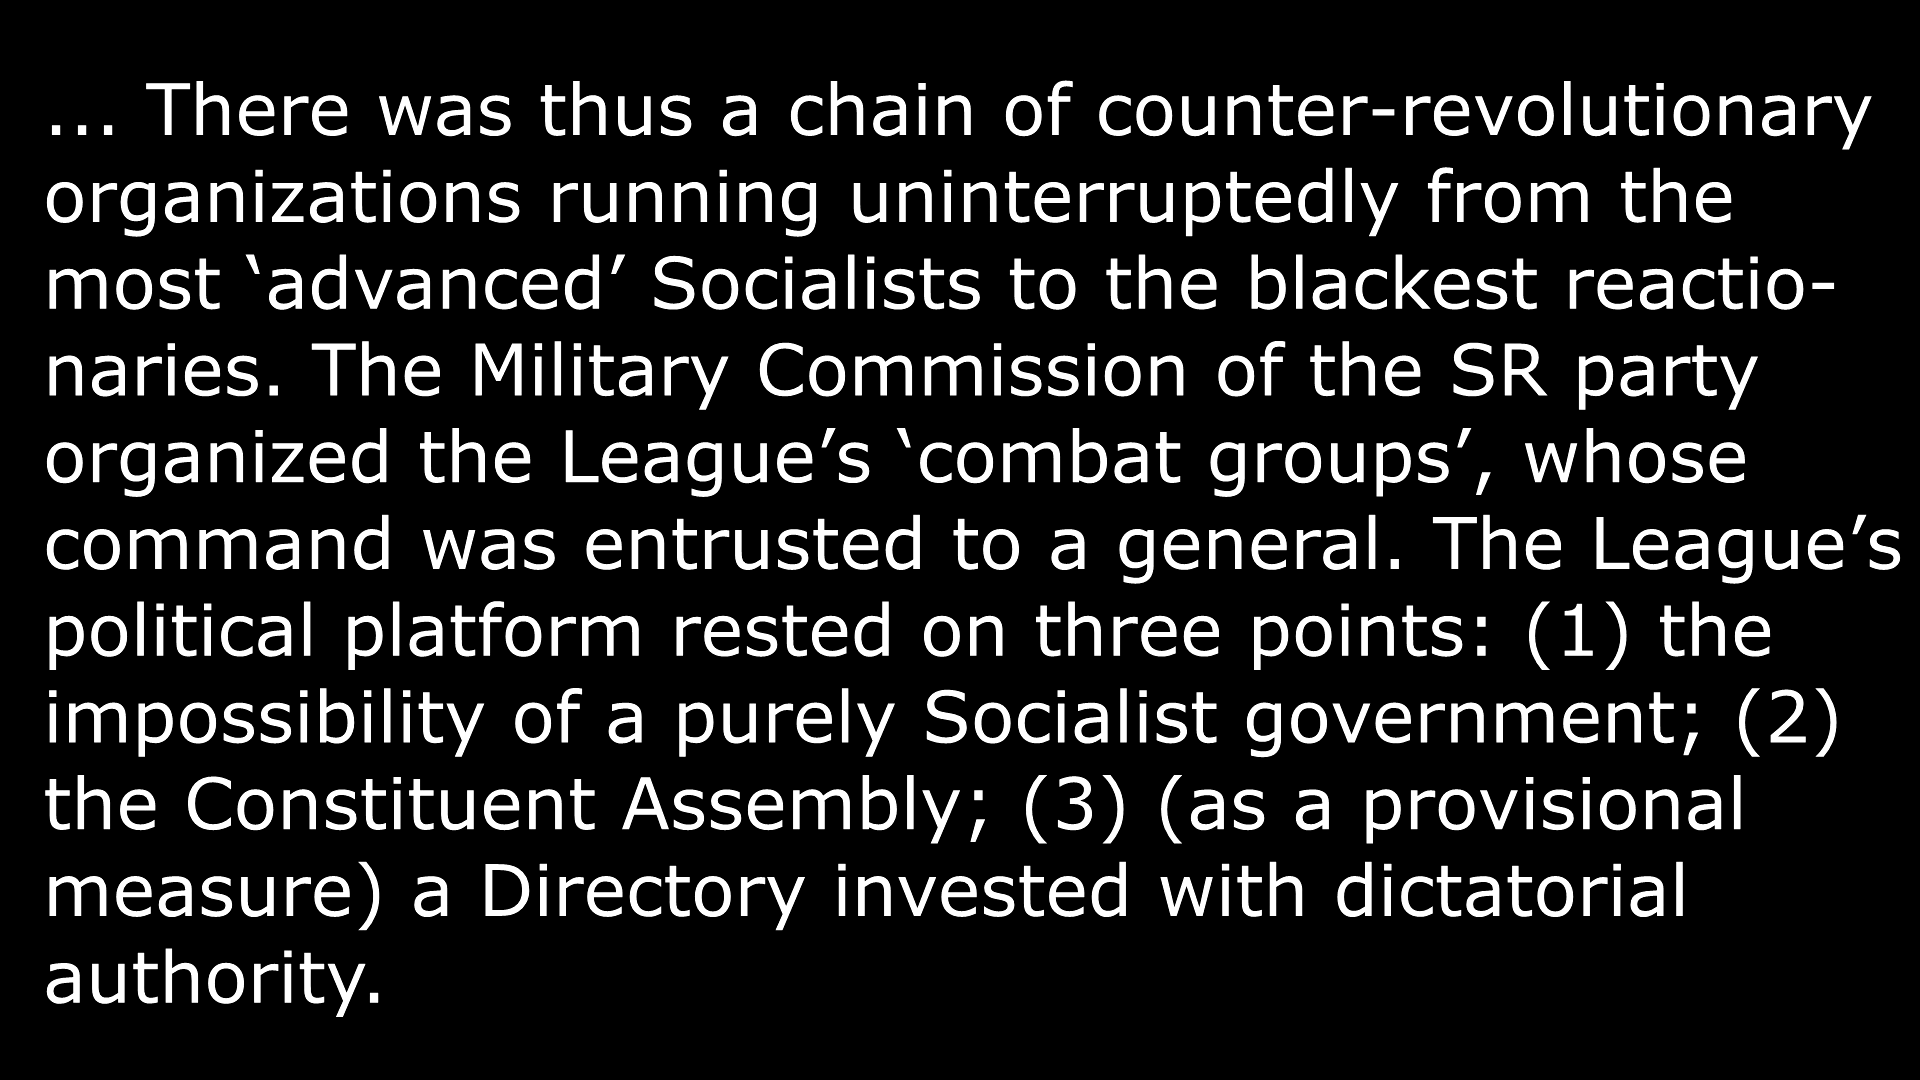 ... There was thus a chain of counter-revolutionary
organizations running uninterruptedly from the
most ‘advanced’ Socialists to the blackest reactio-
naries. The Military Commission of the SR party
organized the League’s ‘combat groups’, whose
command was entrusted to a general. The League’s
political platform rested on three points: (1) the
impossibility of a purely Socialist government; (2)
the Constituent Assembly; (3) (as a provisional
measure) a Directory invested with dictatorial
authority.